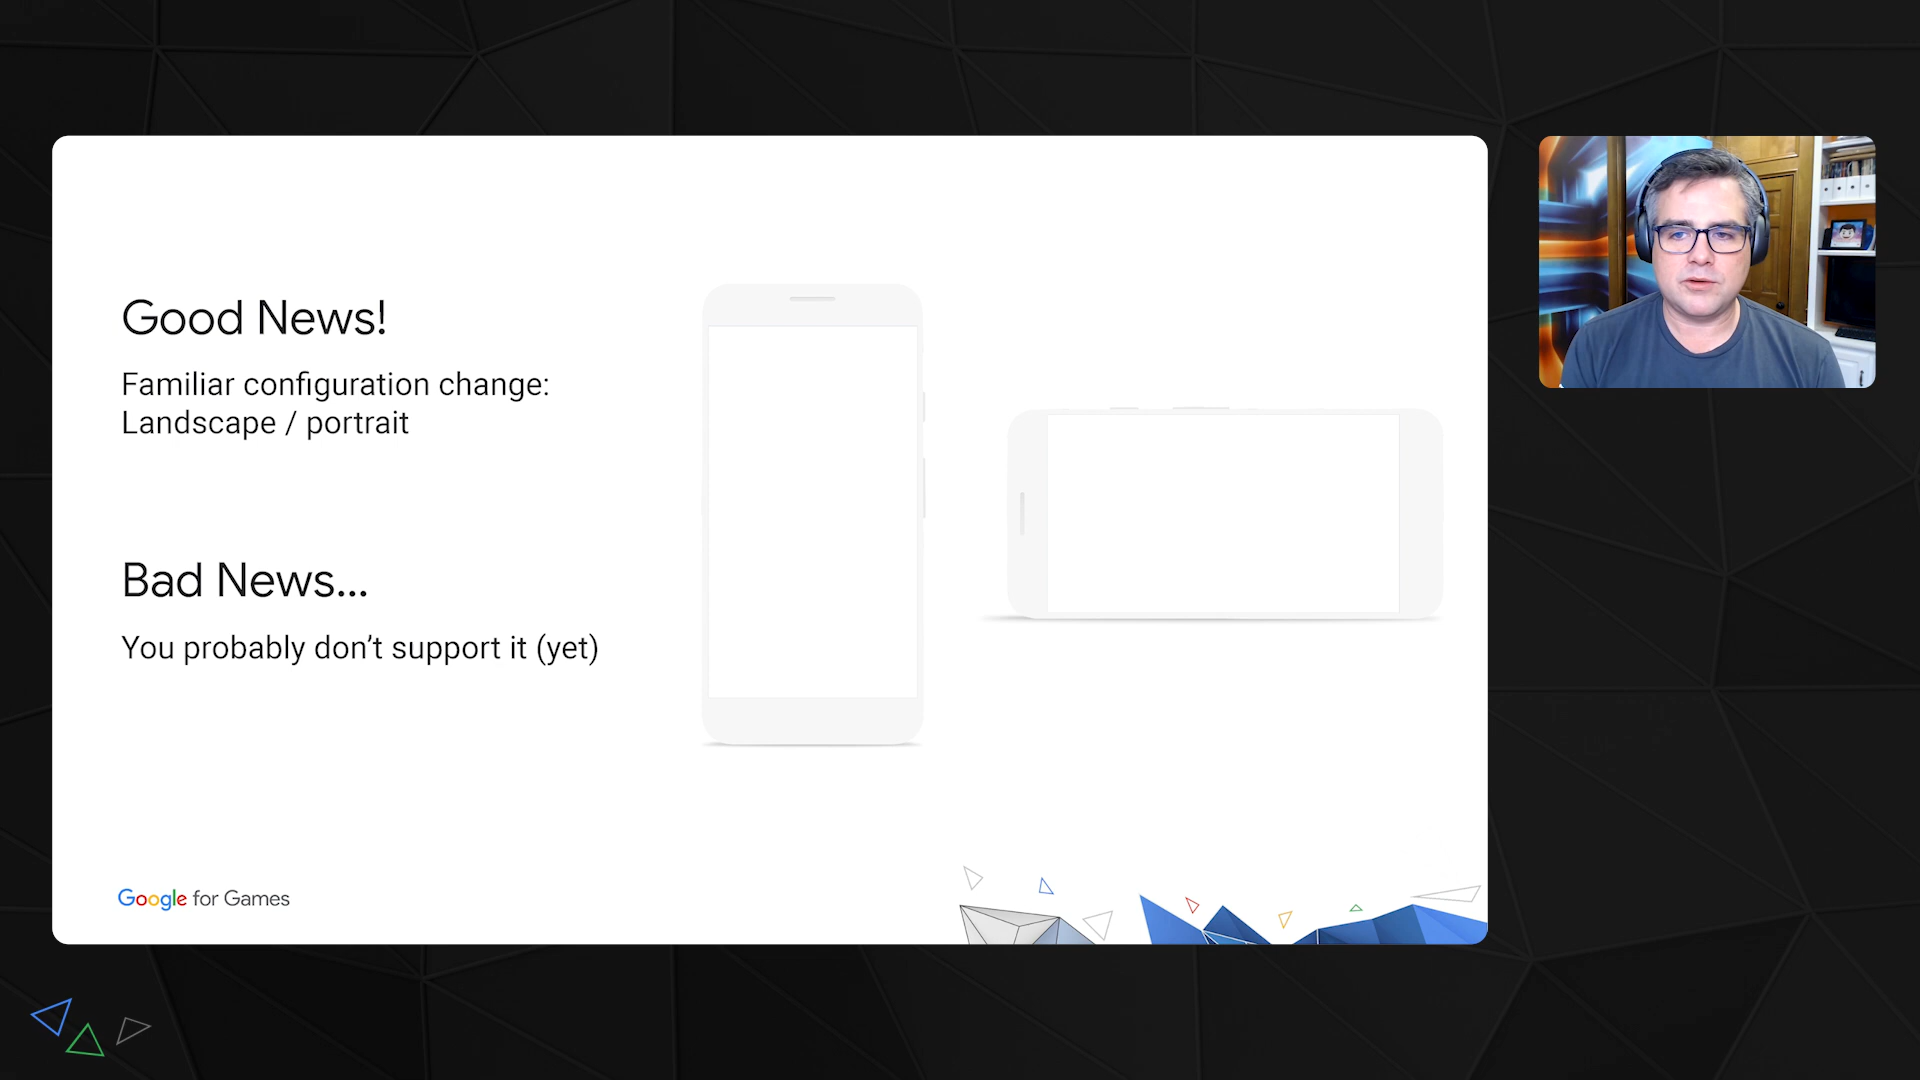 Good News!
Familiar configuration change:
Landscape / portrait
Bad News...
You probably don’t support it (yet)
Google for Games